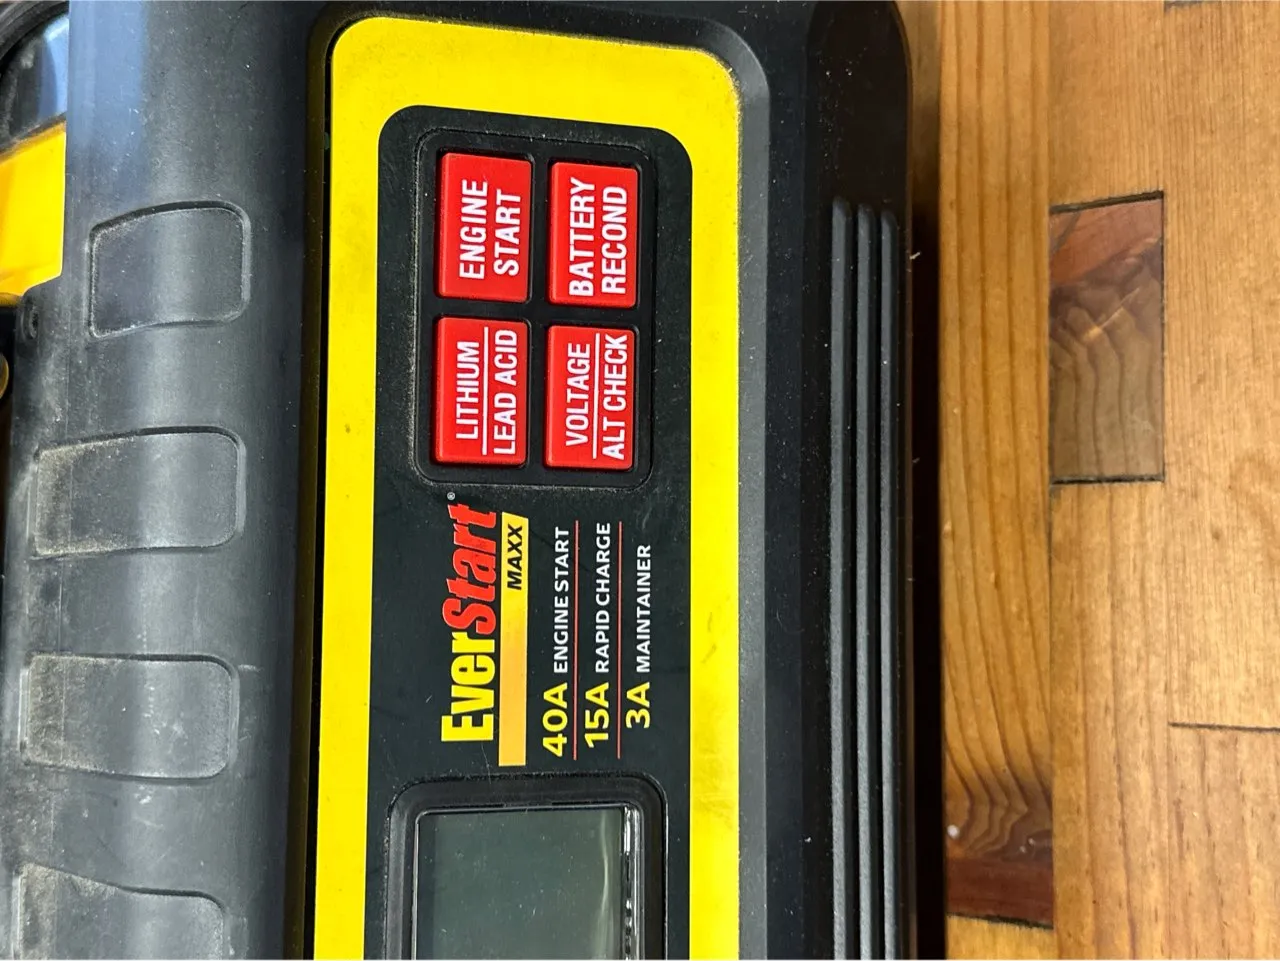 EverStart®
MAXX
40A ENGINE START
15A RAPID CHARGE
3A MAINTAINER
LITHIUM
LEAD ACID
ENGINE
START
VOLTAGE
ALT CHECK
BATTERY
RECOND